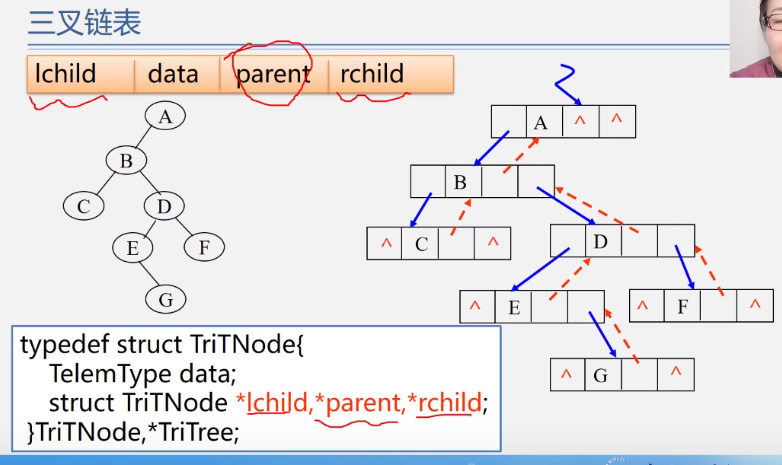 三叉链表
lchild data parent rchild
A
B
C D
E F
G
A ^ ^
B
^ C ^
D
^ E
^ F ^
^ G ^
typedef struct TriTNode{
TelemType data;
struct TriTNode *lchild,*parent,*rchild;
}TriTNode,*TriTree;